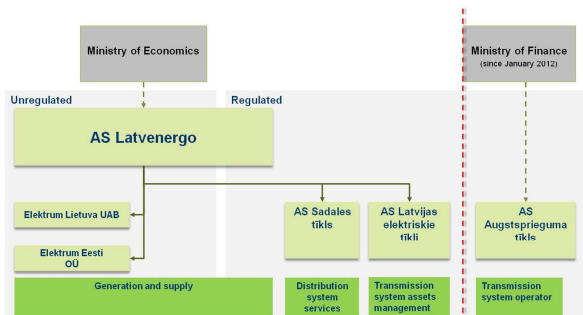 Ministry of Economics
Ministry of Finance
(since January 2012)
Unregulated
Regulated
AS Latvenergo
Elektrum Lietuva UAB
Elektrum Eesti
OÜ
AS Sadales
tīkls
AS Latvijas
elektriskie
tīkli
AS
Augstsprieguma
tīkls
Generation and supply
Distribution
system
services
Transmission
system assets
management
Transmission
system operator